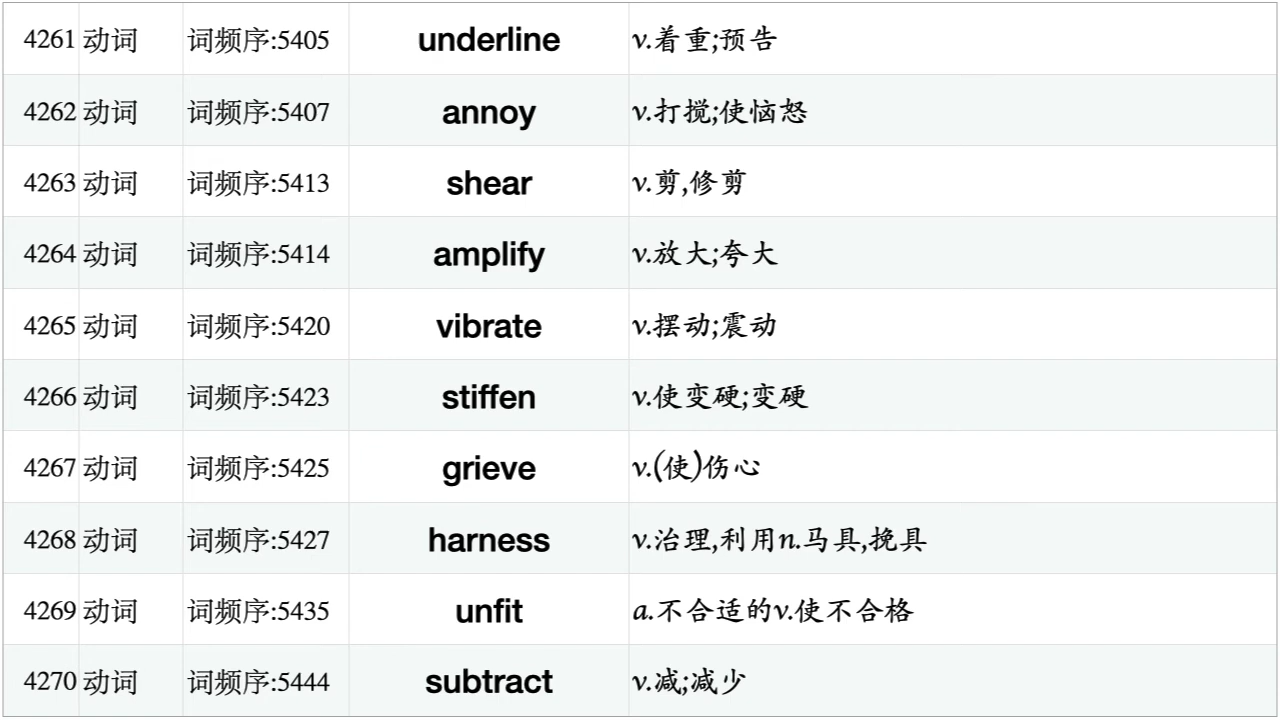 4261 动词 词频序:5405 underline v.着重;预告
4262 动词 词频序:5407 annoy v.打搅;使恼怒
4263 动词 词频序:5413 shear v.剪,修剪
4264 动词 词频序:5414 amplify v.放大;夸大
4265 动词 词频序:5420 vibrate v.摆动;震动
4266 动词 词频序:5423 stiffen v.使变硬;变硬
4267 动词 词频序:5425 grieve v.(使)伤心
4268 动词 词频序:5427 harness v.治理,利用n.马具,挽具
4269 动词 词频序:5435 unfit a.不合适的v.使不合格
4270 动词 词频序:5444 subtract v.减;减少